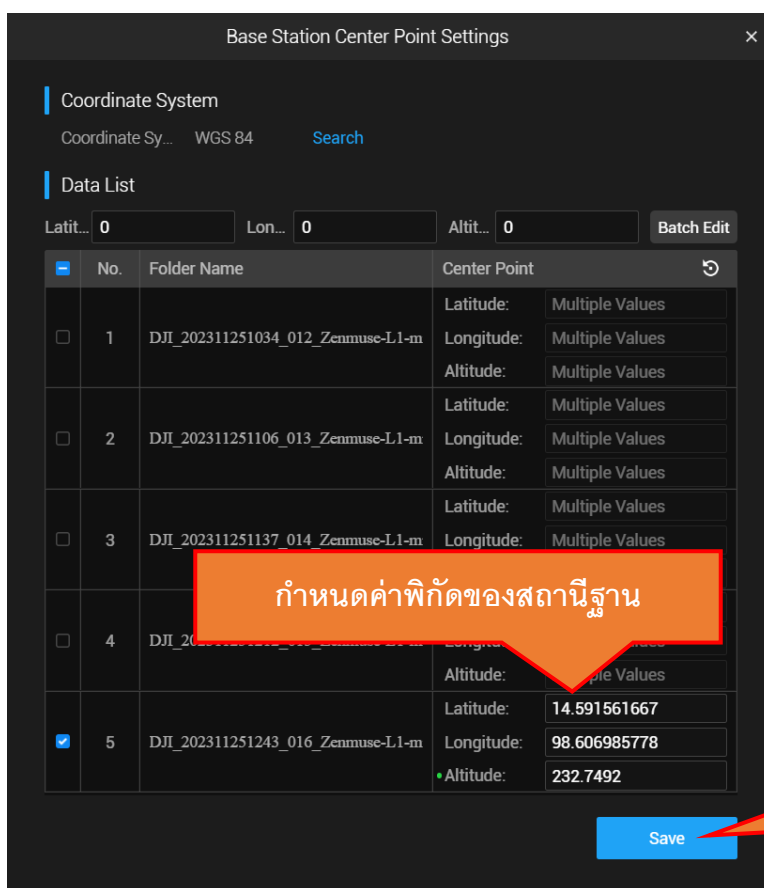 Base Station Center Point Settings ×
Coordinate System
Coordinate Sy... WGS 84 Search
Data List
Latit... 0 Lon... 0 Altit... 0 Batch Edit
No. Folder Name Center Point
Latitude: Multiple Values
1 DJI_202311251034_012_Zenmuse-L1-m Longitude: Multiple Values
Altitude: Multiple Values
Latitude: Multiple Values
2 DJI_202311251106_013_Zenmuse-L1-m Longitude: Multiple Values
Altitude: Multiple Values
Latitude: Multiple Values
3 DJI_202311251137_014_Zenmuse-L1-m Longitude: Multiple Values
กำหนดค่าพิกัดของสถานีฐาน
4
Altitude: Values
Latitude: 14.591561667
5 DJI_202311251243_016_Zenmuse-L1-m Longitude: 98.606985778
Altitude: 232.7492
Save